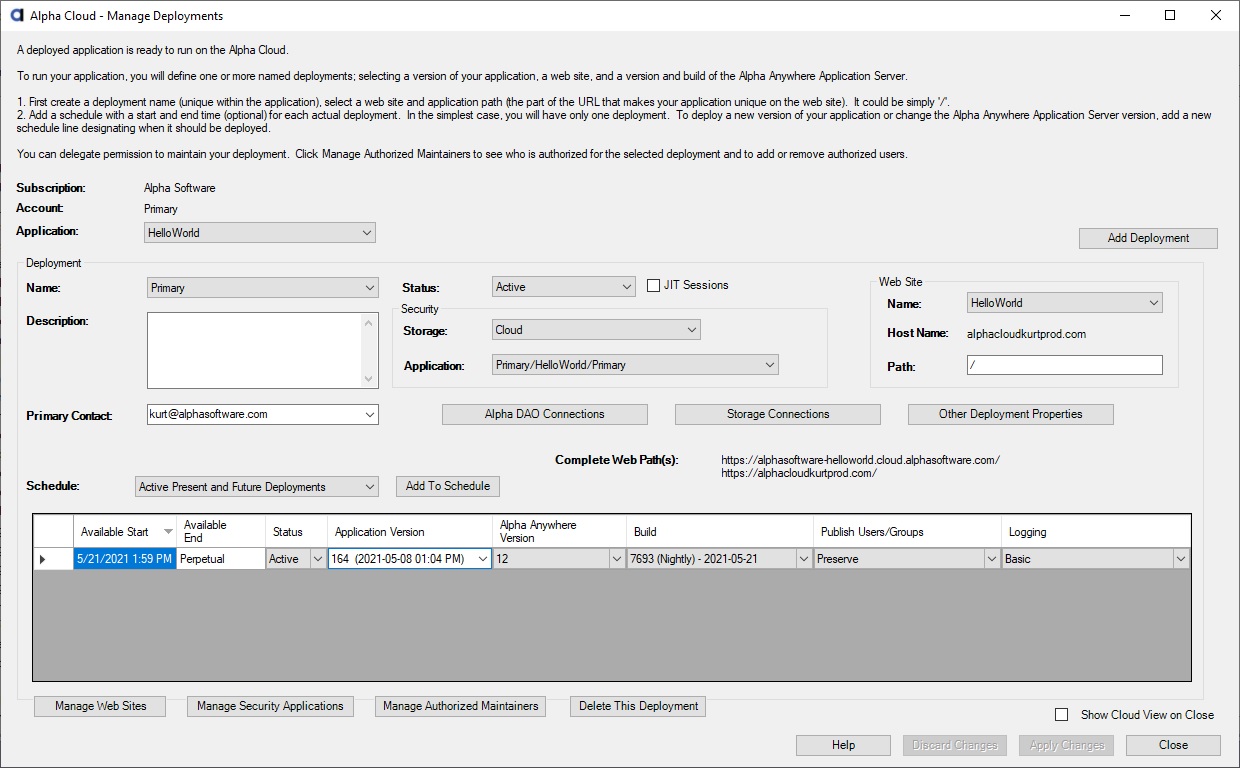 Alpha Cloud - Manage Deployments
A deployed application is ready to run on the Alpha Cloud.
To run your application, you will define one or more named deployments; selecting a version of your application, a web site, and a version and build of the Alpha Anywhere Application Server.
1. First create a deployment name (unique within the application), select a web site and application path (the part of the URL that makes your application unique on the web site).  It could be simply '/'.
2. Add a schedule with a start and end time (optional) for each actual deployment.  In the simplest case, you will have only one deployment.  To deploy a new version of your application or change the Alpha Anywhere Application Server version, add a new
schedule line designating when it should be deployed.
You can delegate permission to maintain your deployment.  Click Manage Authorized Maintainers to see who is authorized for the selected deployment and to add or remove authorized users.
Subscription: Alpha Software
Account: Primary
Application: HelloWorld
Add Deployment
Deployment
Name: Primary
Status: Active
JIT Sessions
Web Site
Name: HelloWorld
Description:
Security
Storage: Cloud
Host Name: alphacloudkurtprod.com
Application: Primary/HelloWorld/Primary
Path: /
Primary Contact: kurt@alphasoftware.com
Alpha DAO Connections
Storage Connections
Other Deployment Properties
Complete Web Path(s): https://alphasoftware-helloworld.cloud.alphasoftware.com/
https://alphacloudkurtprod.com/
Schedule: Active Present and Future Deployments
Add To Schedule
Available Start
Available
End
Status
Application Version
Alpha Anywhere
Version
Build
Publish Users/Groups
Logging
5/21/2021 1:59 PM Perpetual Active 164  (2021-05-08 01:04 PM) 12 7693 (Nightly) - 2021-05-21 Preserve Basic
Manage Web Sites
Manage Security Applications
Manage Authorized Maintainers
Delete This Deployment
Show Cloud View on Close
Help
Discard Changes
Apply Changes
Close